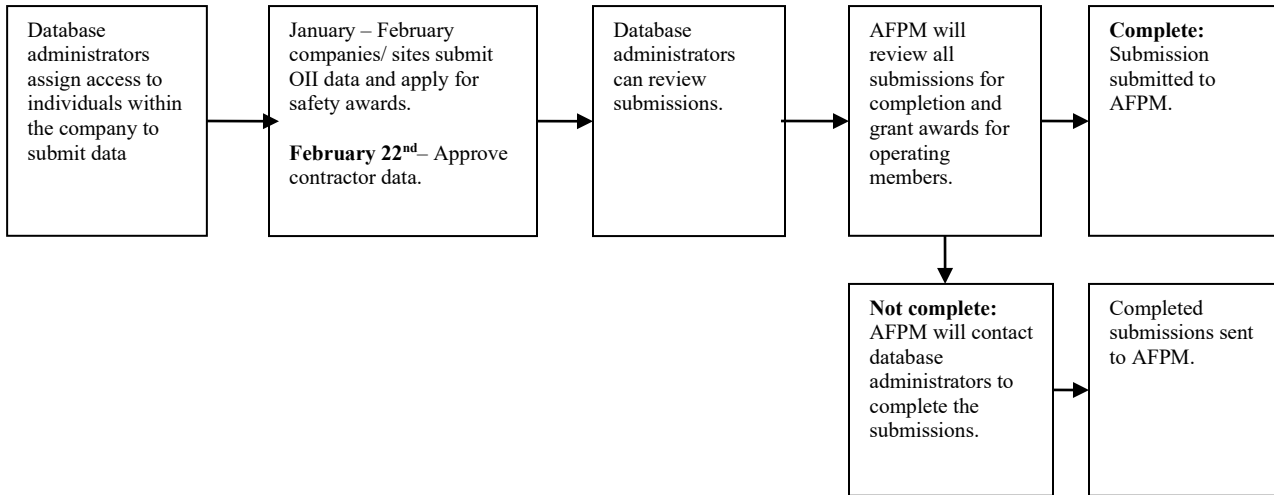 Database
administrators
assign access to
individuals within
the company to
submit data
January – February
companies/ sites submit
OII data and apply for
safety awards.
February 22nd– Approve
contractor data.
Database
administrators
can review
submissions.
AFPM will
review all
submissions for
completion and
grant awards for
operating
members.
Complete:
Submission
submitted to
AFPM.
Not complete:
AFPM will contact
database
administrators to
complete the
submissions.
Completed
submissions sent
to AFPM.